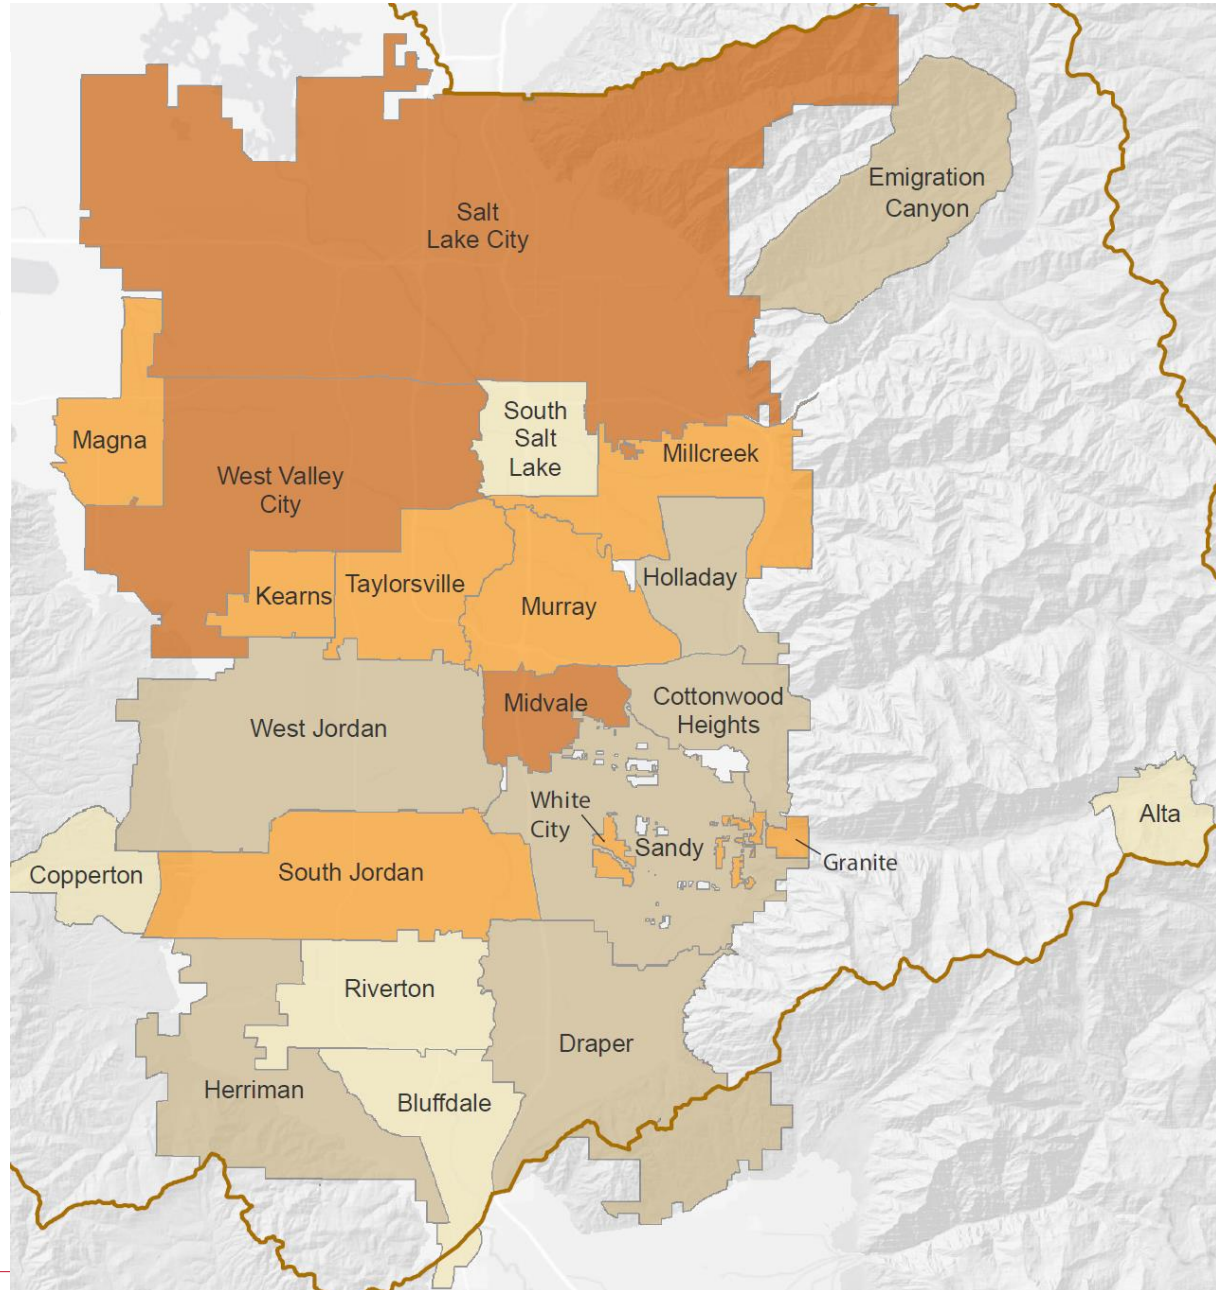 Emigration
Canyon
Salt
Lake City
South
Salt
Lake
Magna
Millcreek
West Valley
City
Holladay
Kearns
Taylorsville
Murray
Midvale
Cottonwood
Heights
West Jordan
White
City
Sandy
Alta
Granite
Copperton
South Jordan
Riverton
Draper
Herriman
Bluffdale